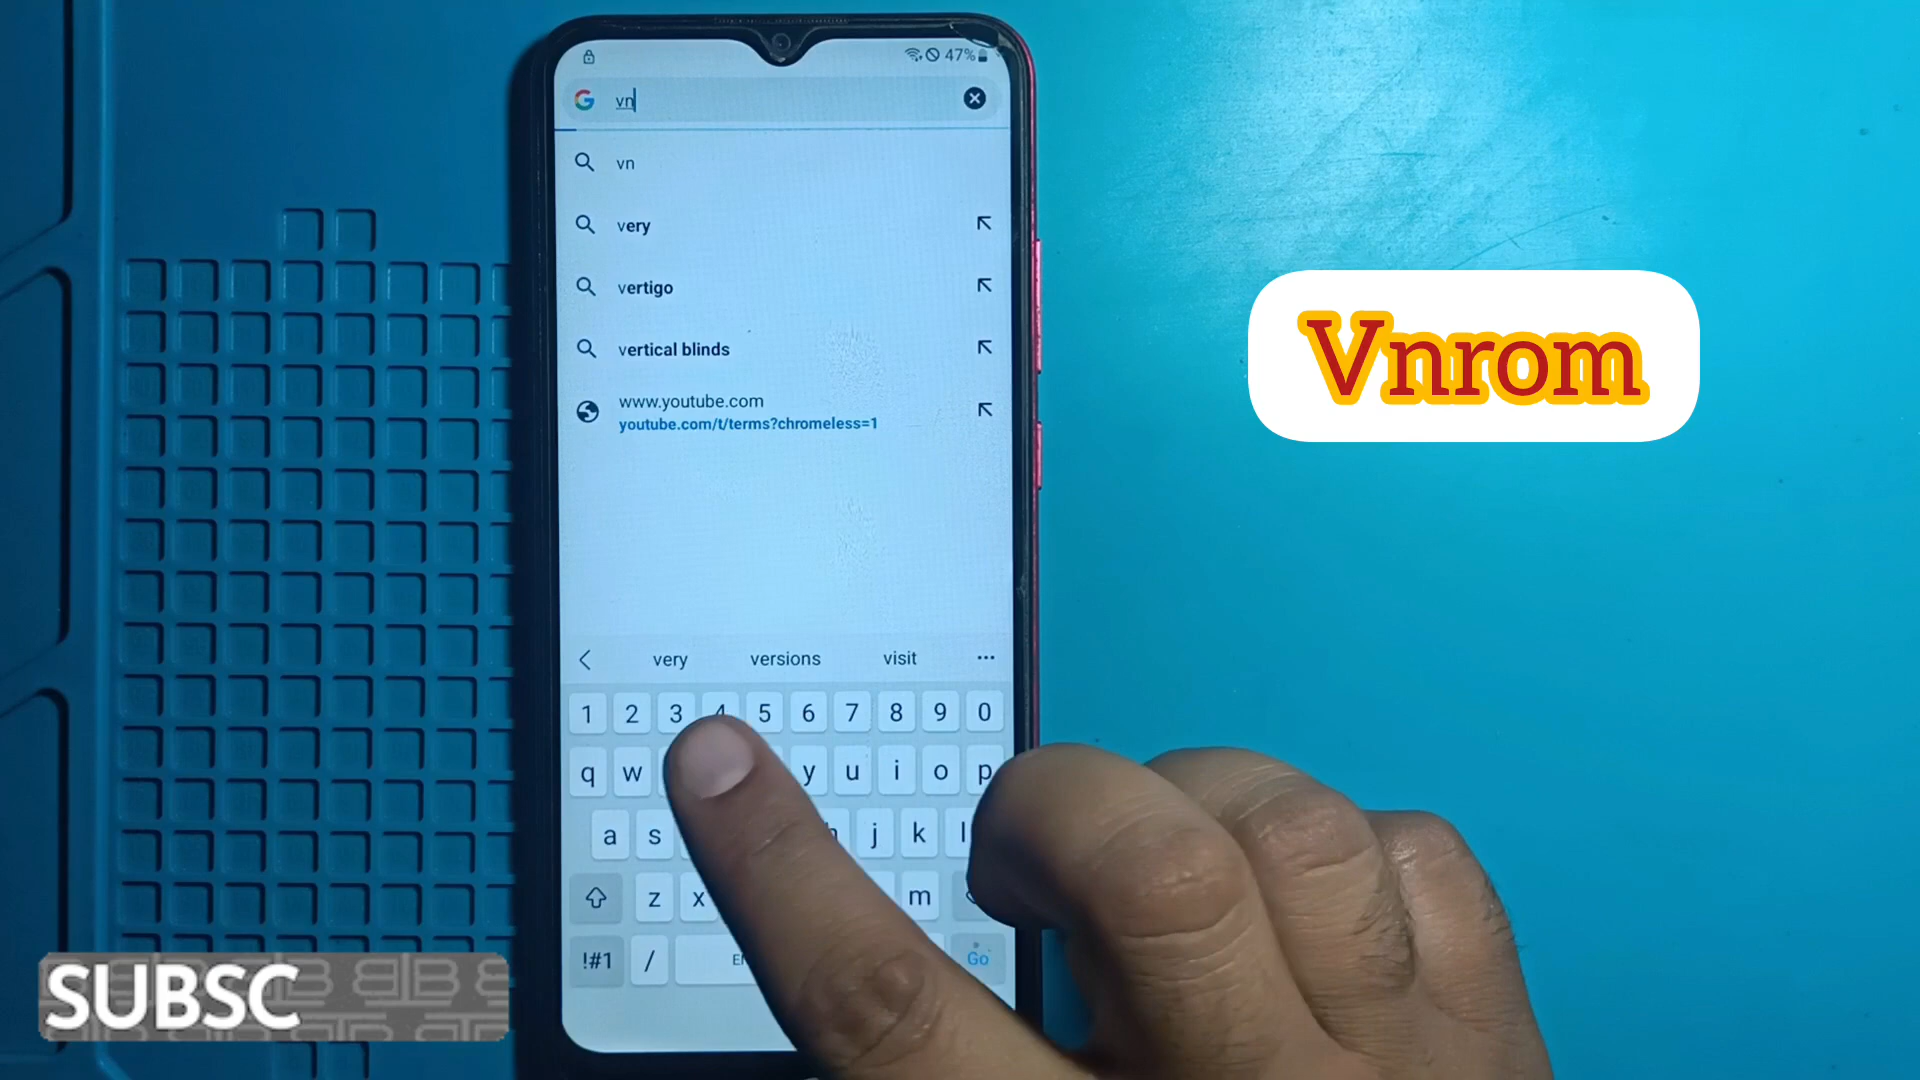 47%
vn
vn
very
vertigo
vertical blinds
www.youtube.com
youtube.com/t/terms?chromeless=1
very versions visit ...
1 2 3 4 5 6 7 8 9 0
q w y u i o p
a s h j k l
z x m
!#1 / Go
Vnrom
SUBSC